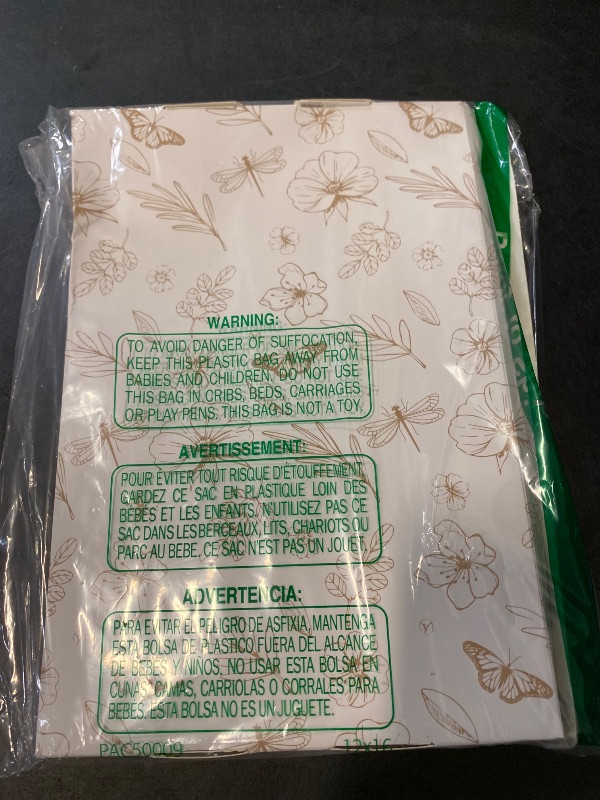 WARNING:
TO AVOID DANGER OF SUFFOCATION,
KEEP THIS PLASTIC BAG AWAY FROM
BABIES AND CHILDREN. DO NOT USE
THIS BAG IN CRIBS, BEDS, CARRIAGES
OR PLAY PENS. THIS BAG IS NOT A TOY.
AVERTISSEMENT:
POUR ÉVITER TOUT RISQUE D'ÉTOUFFEMENT,
GARDEZ CE SAC EN PLASTIQUE LOIN DES
BÉBÉS ET LES ENFANTS, N'UTILISEZ PAS CE
SAC DANS LES BERCEAUX, LITS, CHARIOTS OU
PARC AU BEBE. CE SAC N'EST PAS UN JOUET.
ADVERTENCIA:
PARA EVITAR EL PELIGRO DE ASFIXIA, MANTENGA
ESTA BOLSA DE PLASTICO FUERA DEL ALCANCE
DE BEBÉS Y NIÑOS, NO USAR ESTA BOLSA EN
CUNAS, CAMAS, CARRIOLAS O CORRALES PARA
BEBÉS. ESTA BOLSA NO ES UN JUGUETE.
PAC50009 12x16